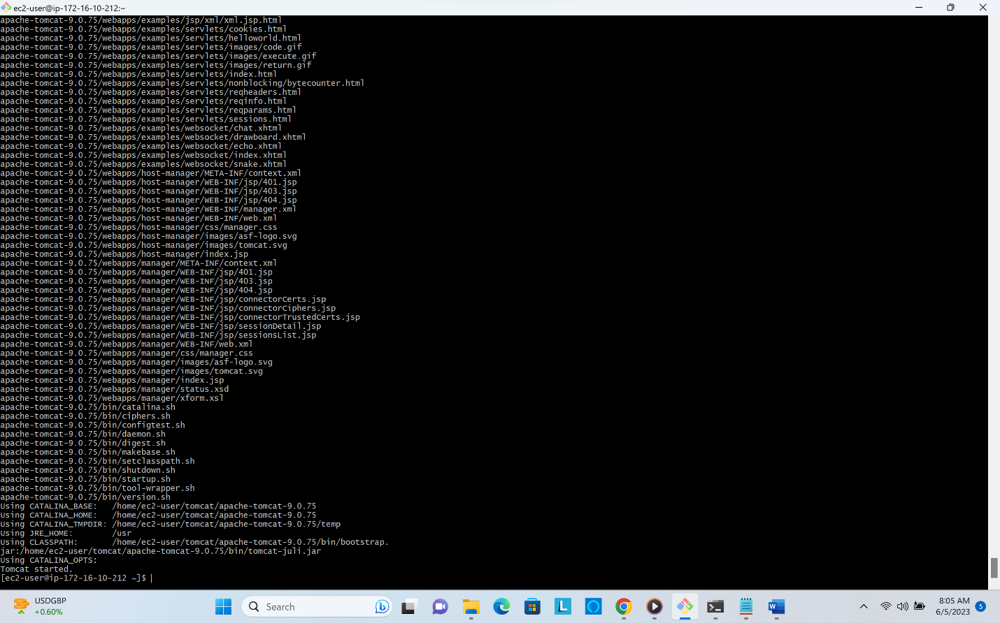 ec2-user@ip-172-16-10-212:~
apache-tomcat-9.0.75/webapps/examples/jsp/xml/xml.jsp.html
apache-tomcat-9.0.75/webapps/examples/servlets/cookies.html
apache-tomcat-9.0.75/webapps/examples/servlets/helloworld.html
apache-tomcat-9.0.75/webapps/examples/servlets/images/code.gif
apache-tomcat-9.0.75/webapps/examples/servlets/images/execute.gif
apache-tomcat-9.0.75/webapps/examples/servlets/images/return.gif
apache-tomcat-9.0.75/webapps/examples/servlets/index.html
apache-tomcat-9.0.75/webapps/examples/servlets/nonblocking/bytecounter.html
apache-tomcat-9.0.75/webapps/examples/servlets/reqheaders.html
apache-tomcat-9.0.75/webapps/examples/servlets/reqinfo.html
apache-tomcat-9.0.75/webapps/examples/servlets/reqparams.html
apache-tomcat-9.0.75/webapps/examples/servlets/sessions.html
apache-tomcat-9.0.75/webapps/examples/websocket/chat.xhtml
apache-tomcat-9.0.75/webapps/examples/websocket/drawboard.xhtml
apache-tomcat-9.0.75/webapps/examples/websocket/echo.xhtml
apache-tomcat-9.0.75/webapps/examples/websocket/index.xhtml
apache-tomcat-9.0.75/webapps/examples/websocket/snake.xhtml
apache-tomcat-9.0.75/webapps/host-manager/META-INF/context.xml
apache-tomcat-9.0.75/webapps/host-manager/WEB-INF/jsp/401.jsp
apache-tomcat-9.0.75/webapps/host-manager/WEB-INF/jsp/403.jsp
apache-tomcat-9.0.75/webapps/host-manager/WEB-INF/jsp/404.jsp
apache-tomcat-9.0.75/webapps/host-manager/WEB-INF/manager.xml
apache-tomcat-9.0.75/webapps/host-manager/WEB-INF/web.xml
apache-tomcat-9.0.75/webapps/host-manager/css/manager.css
apache-tomcat-9.0.75/webapps/host-manager/images/asf-logo.svg
apache-tomcat-9.0.75/webapps/host-manager/images/tomcat.svg
apache-tomcat-9.0.75/webapps/host-manager/index.jsp
apache-tomcat-9.0.75/webapps/manager/META-INF/context.xml
apache-tomcat-9.0.75/webapps/manager/WEB-INF/jsp/401.jsp
apache-tomcat-9.0.75/webapps/manager/WEB-INF/jsp/403.jsp
apache-tomcat-9.0.75/webapps/manager/WEB-INF/jsp/404.jsp
apache-tomcat-9.0.75/webapps/manager/WEB-INF/jsp/connectorCerts.jsp
apache-tomcat-9.0.75/webapps/manager/WEB-INF/jsp/connectorCiphers.jsp
apache-tomcat-9.0.75/webapps/manager/WEB-INF/jsp/connectorTrustedCerts.jsp
apache-tomcat-9.0.75/webapps/manager/WEB-INF/jsp/sessionDetail.jsp
apache-tomcat-9.0.75/webapps/manager/WEB-INF/jsp/sessionsList.jsp
apache-tomcat-9.0.75/webapps/manager/WEB-INF/web.xml
apache-tomcat-9.0.75/webapps/manager/css/manager.css
apache-tomcat-9.0.75/webapps/manager/images/asf-logo.svg
apache-tomcat-9.0.75/webapps/manager/images/tomcat.svg
apache-tomcat-9.0.75/webapps/manager/index.jsp
apache-tomcat-9.0.75/webapps/manager/status.xsd
apache-tomcat-9.0.75/webapps/manager/xform.xsl
apache-tomcat-9.0.75/bin/catalina.sh
apache-tomcat-9.0.75/bin/ciphers.sh
apache-tomcat-9.0.75/bin/configtest.sh
apache-tomcat-9.0.75/bin/daemon.sh
apache-tomcat-9.0.75/bin/digest.sh
apache-tomcat-9.0.75/bin/makebase.sh
apache-tomcat-9.0.75/bin/setclasspath.sh
apache-tomcat-9.0.75/bin/shutdown.sh
apache-tomcat-9.0.75/bin/startup.sh
apache-tomcat-9.0.75/bin/tool-wrapper.sh
apache-tomcat-9.0.75/bin/version.sh
Using CATALINA_BASE:   /home/ec2-user/tomcat/apache-tomcat-9.0.75
Using CATALINA_HOME:   /home/ec2-user/tomcat/apache-tomcat-9.0.75
Using CATALINA_TMPDIR: /home/ec2-user/tomcat/apache-tomcat-9.0.75/temp
Using JRE_HOME:        /usr
Using CLASSPATH:       /home/ec2-user/tomcat/apache-tomcat-9.0.75/bin/bootstrap.
jar:/home/ec2-user/tomcat/apache-tomcat-9.0.75/bin/tomcat-juli.jar
Using CATALINA_OPTS:
Tomcat started.
[ec2-user@ip-172-16-10-212 ~]$
USDGBP
+0.60%
Search
8:05 AM
6/5/2023
5